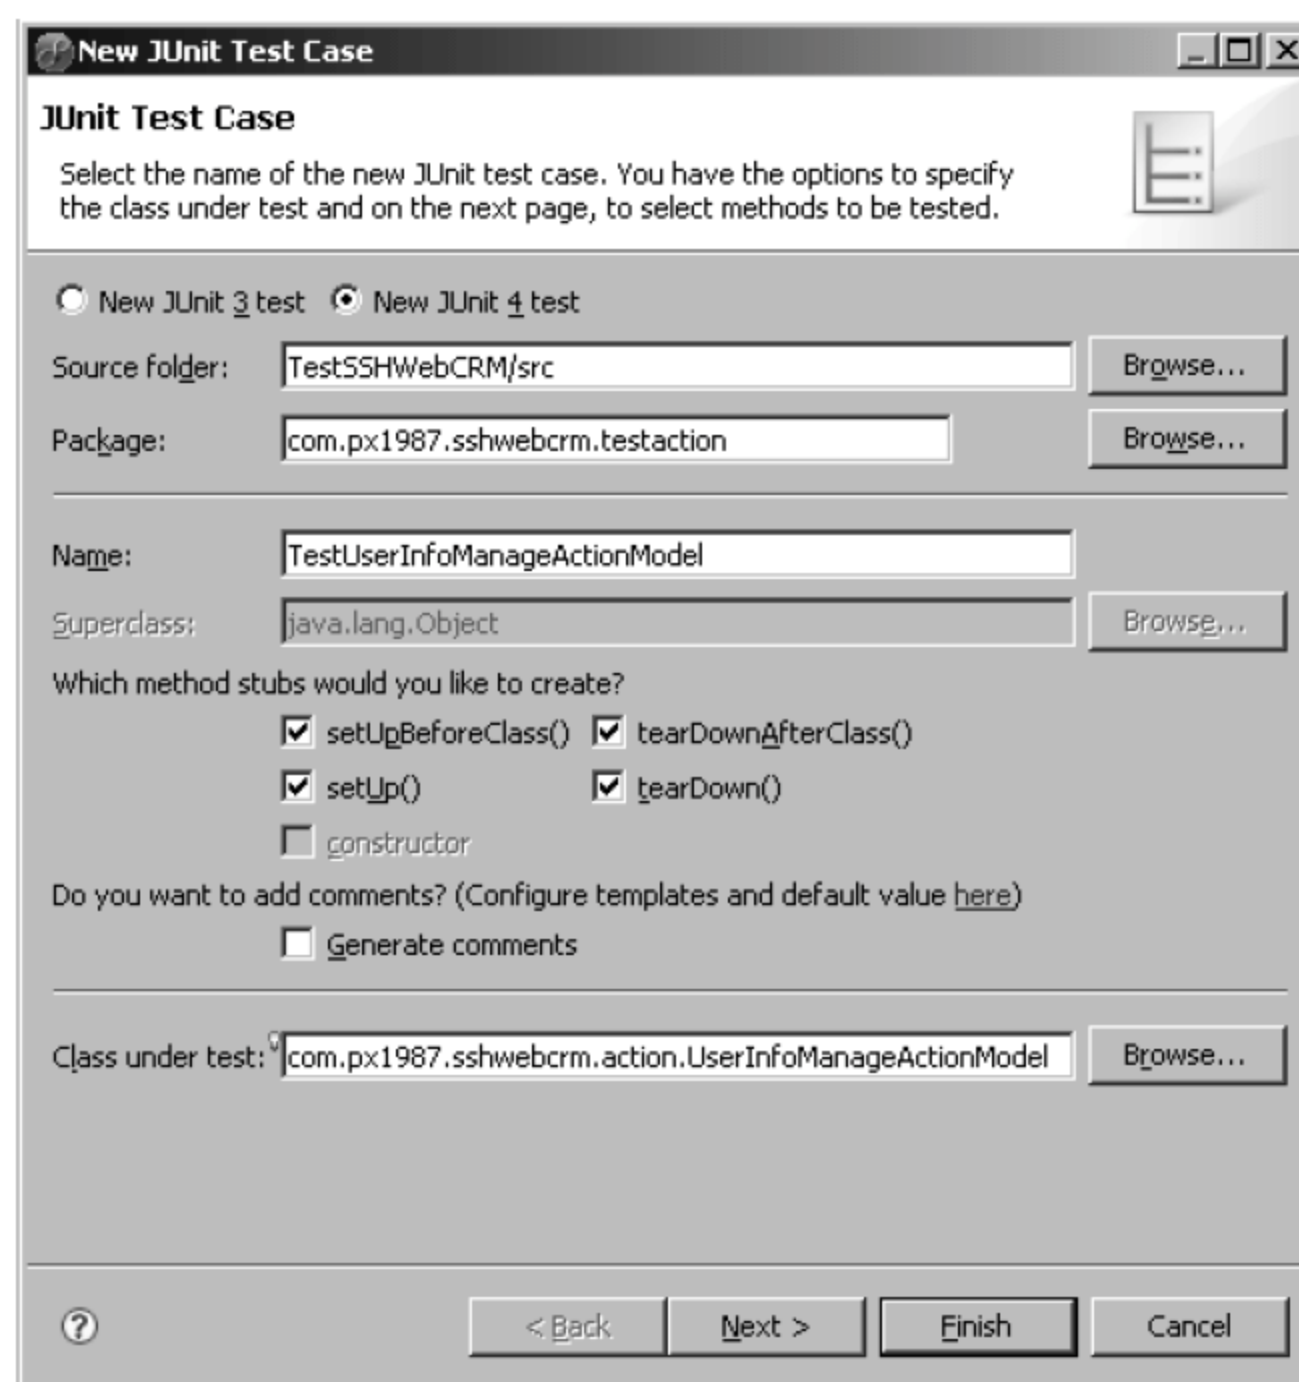 New JUnit Test Case
JUnit Test Case
Select the name of the new JUnit test case. You have the options to specify
the class under test and on the next page, to select methods to be tested.
New JUnit 3 test New JUnit 4 test
Source folder: TestSSHWebCRM/src Browse...
Package: com.px1987.sshwebcrm.testaction Browse...
Name: TestUserInfoManageActionModel
Superclass: java.lang.Object Browse...
Which method stubs would you like to create?
setUpBeforeClass() tearDownAfterClass()
setUp() tearDown()
constructor
Do you want to add comments? (Configure templates and default value here)
Generate comments
Class under test: com.px1987.sshwebcrm.action.UserInfoManageActionModel Browse...
? < Back Next > Finish Cancel